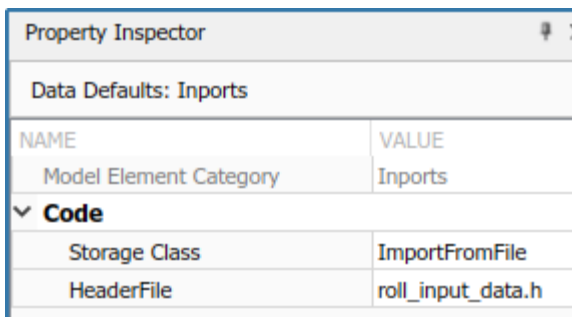 Property Inspector
Data Defaults: Inports
NAME VALUE
Model Element Category Inports
Code
Storage Class ImportFromFile
HeaderFile roll_input_data.h